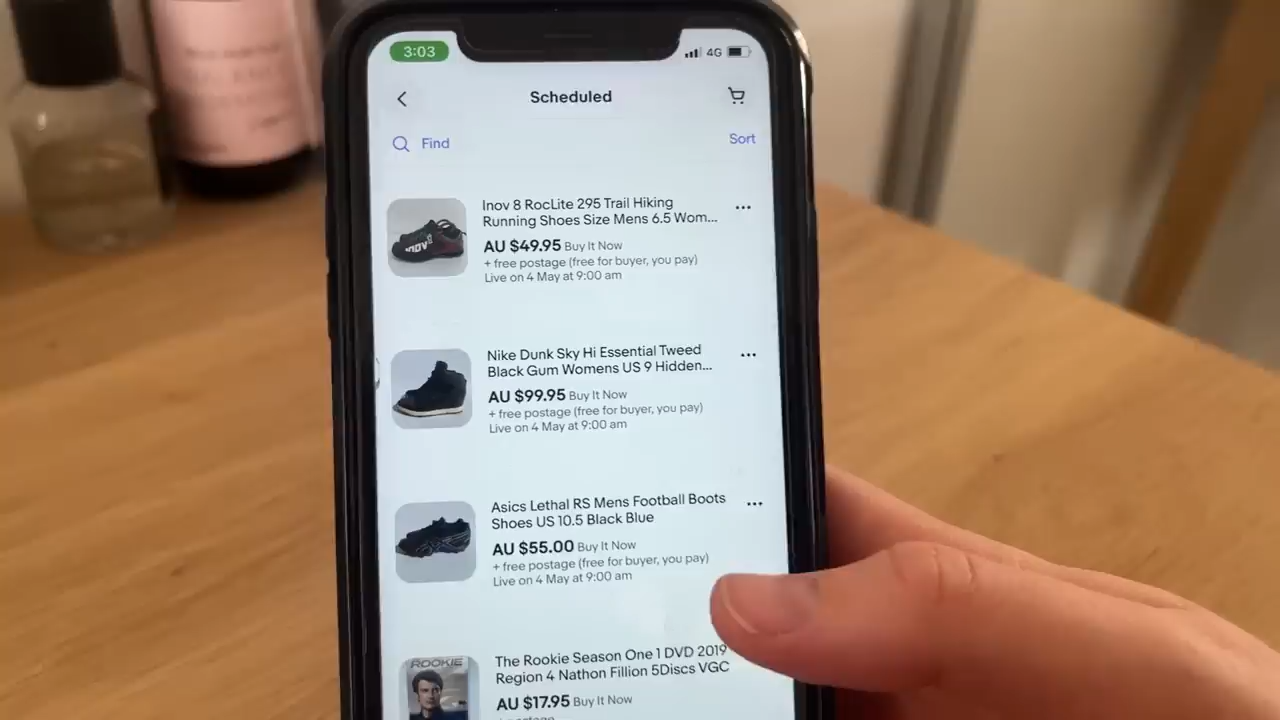 3:03
4G
Scheduled
Find
Sort
Inov 8 RocLite 295 Trail Hiking
Running Shoes Size Mens 6.5 Wom...
AU $49.95 Buy It Now
+ free postage (free for buyer, you pay)
Live on 4 May at 9:00 am
INOV
Nike Dunk Sky Hi Essential Tweed
Black Gum Womens US 9 Hidden...
AU $99.95 Buy It Now
+ free postage (free for buyer, you pay)
Live on 4 May at 9:00 am
Asics Lethal RS Mens Football Boots
Shoes US 10.5 Black Blue
AU $55.00 Buy It Now
+ free postage (free for buyer, you pay)
Live on 4 May at 9:00 am
ROOKIE
The Rookie Season One 1 DVD 2019
Region 4 Nathon Fillion 5Discs VGC
AU $17.95 Buy It Now